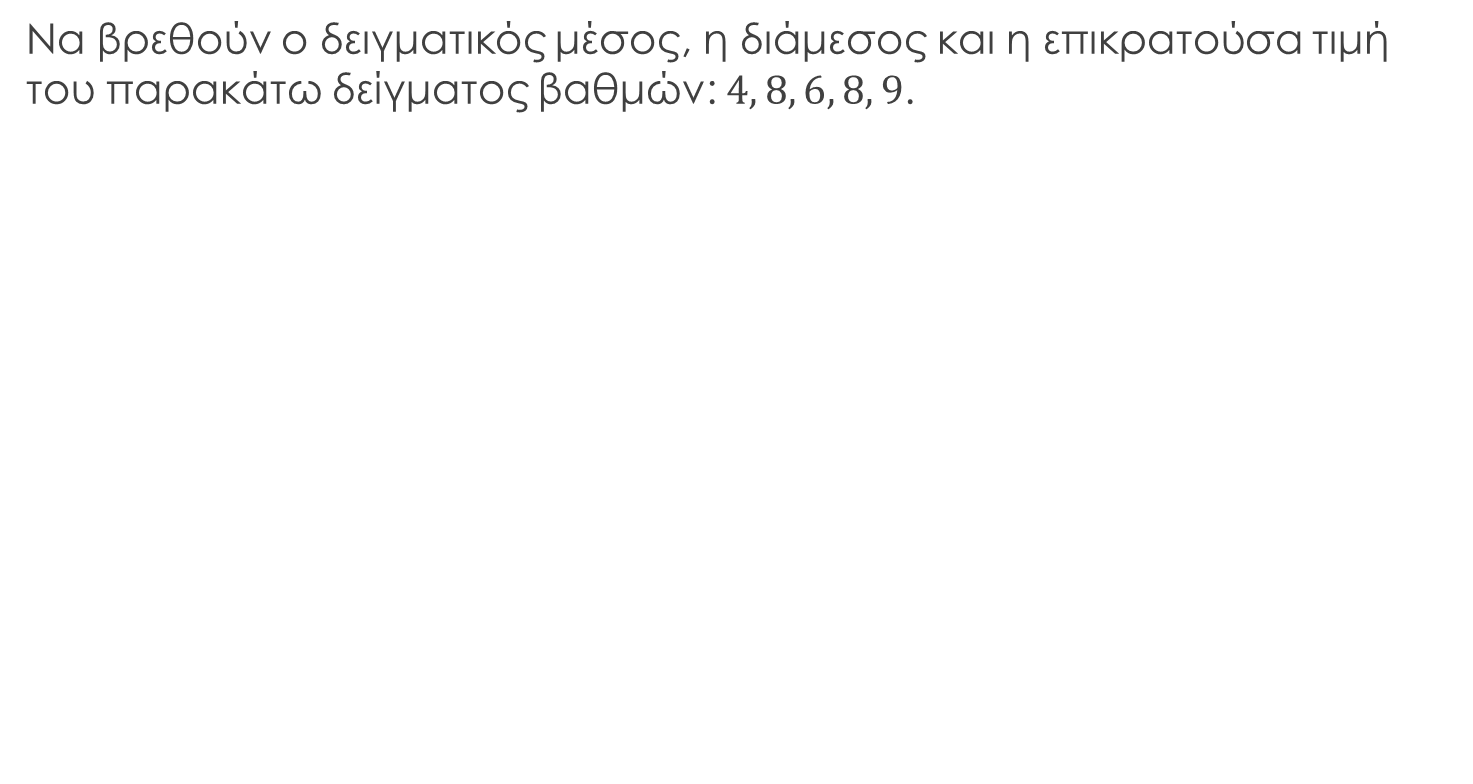 Να βρεθούν ο δειγματικός μέσος, η διάμεσος και η επικρατούσα τιμή
του παρακάτω δείγματος βαθμών: 4, 8, 6, 8, 9.